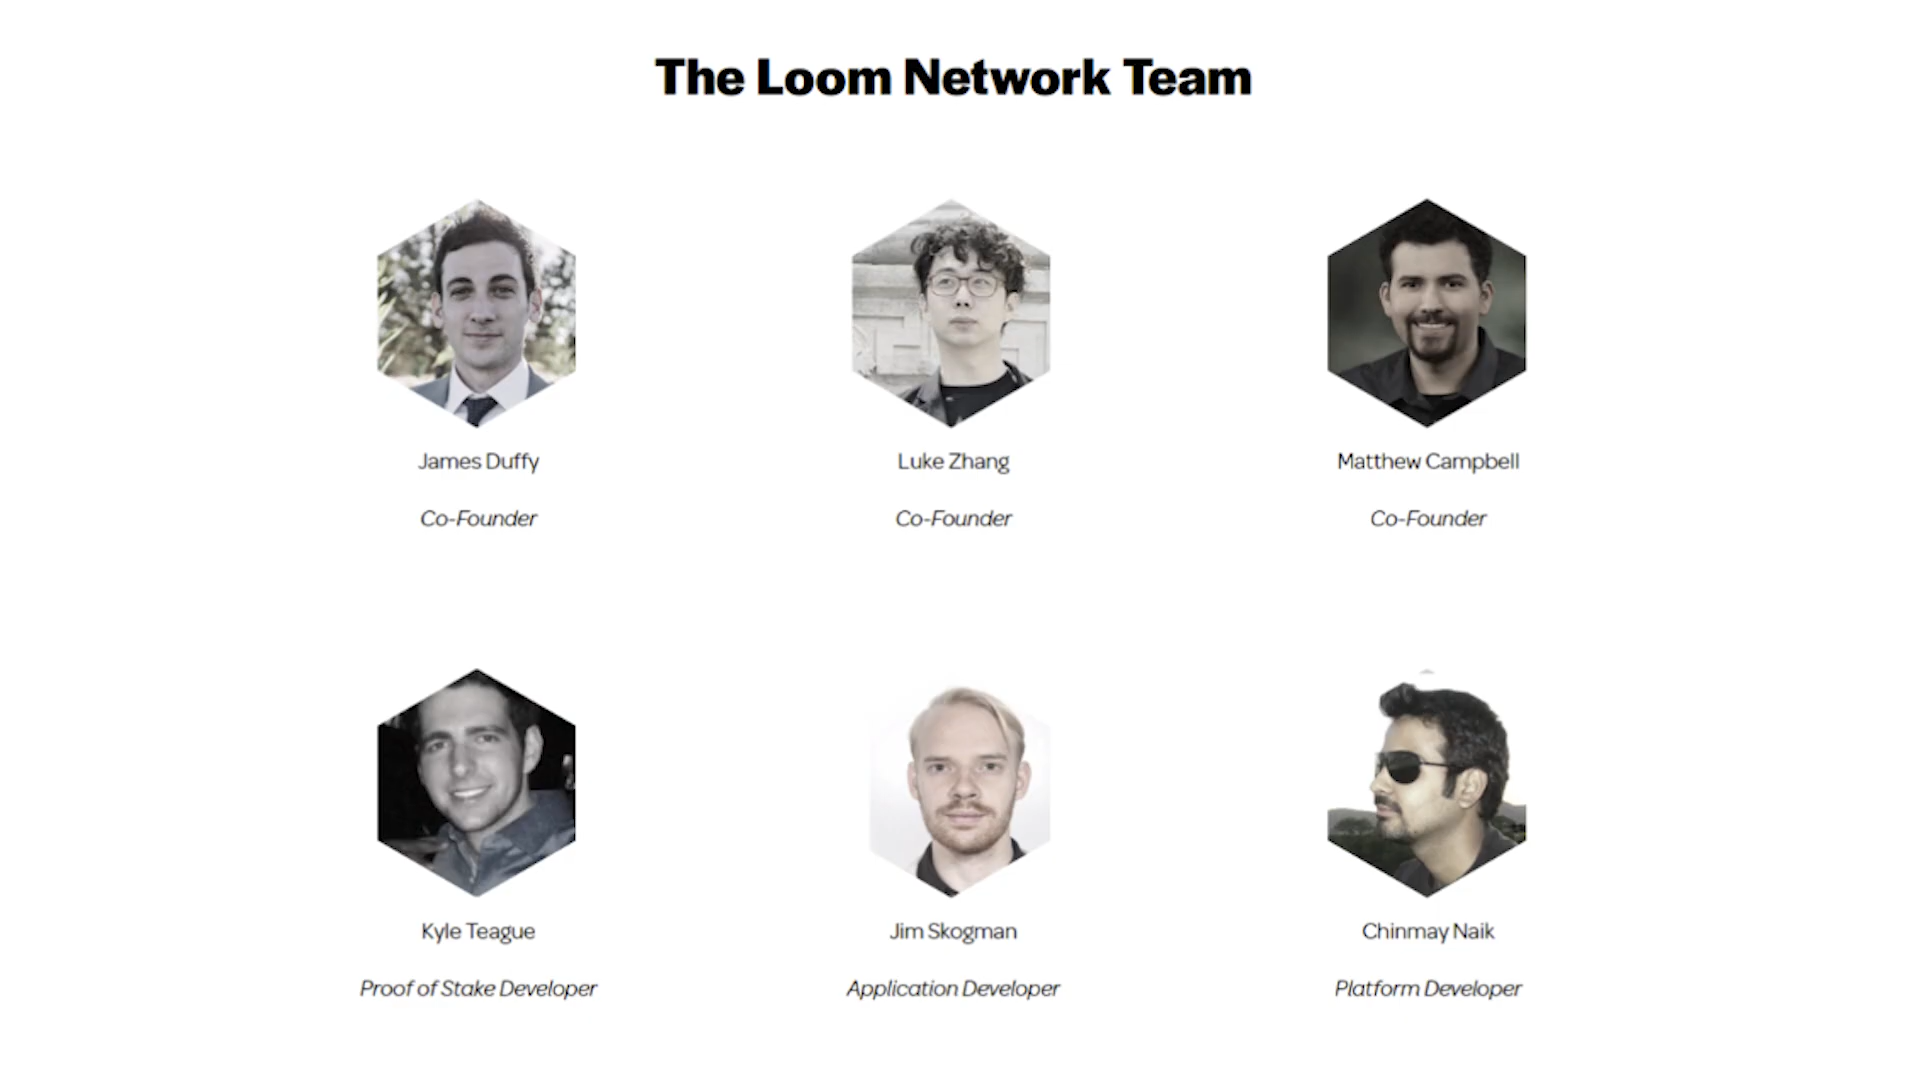 The Loom Network Team
James Duffy
Luke Zhang
Matthew Campbell
Co-Founder
Co-Founder
Co-Founder
Kyle Teague
Jim Skogman
Chinmay Naik
Proof of Stake Developer
Application Developer
Platform Developer